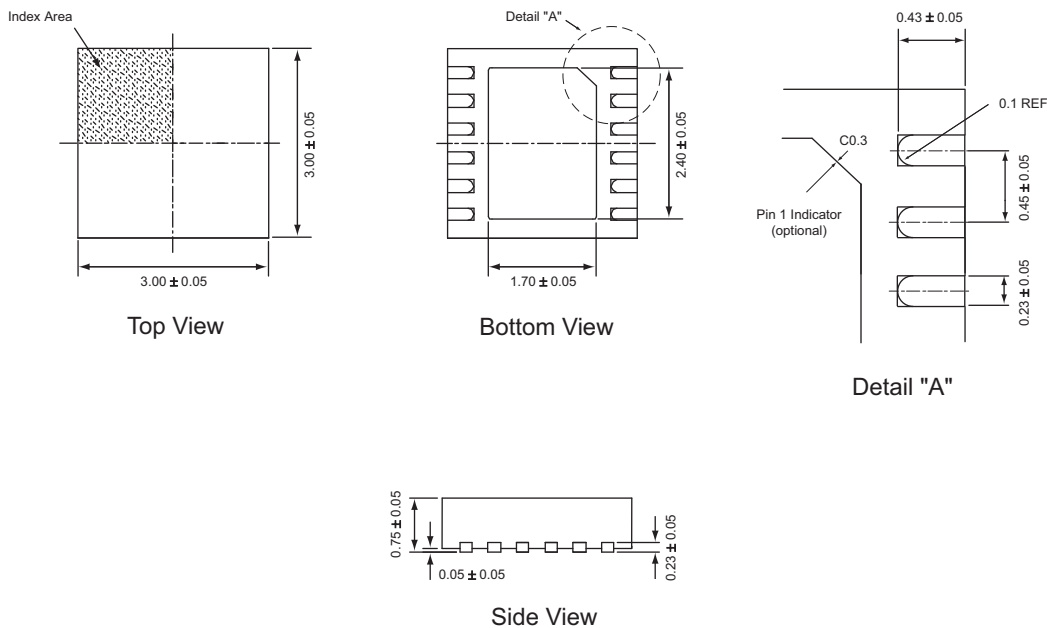 Index Area
3.00 ± 0.05
3.00 ± 0.05
Top View
Detail "A"
2.40 ± 0.05
1.70 ± 0.05
Bottom View
0.43 ± 0.05
0.1 REF
C0.3
Pin 1 Indicator
(optional)
0.45 ± 0.05
0.23 ± 0.05
Detail "A"
0.75 ± 0.05
0.05 ± 0.05
0.23 ± 0.05
Side View